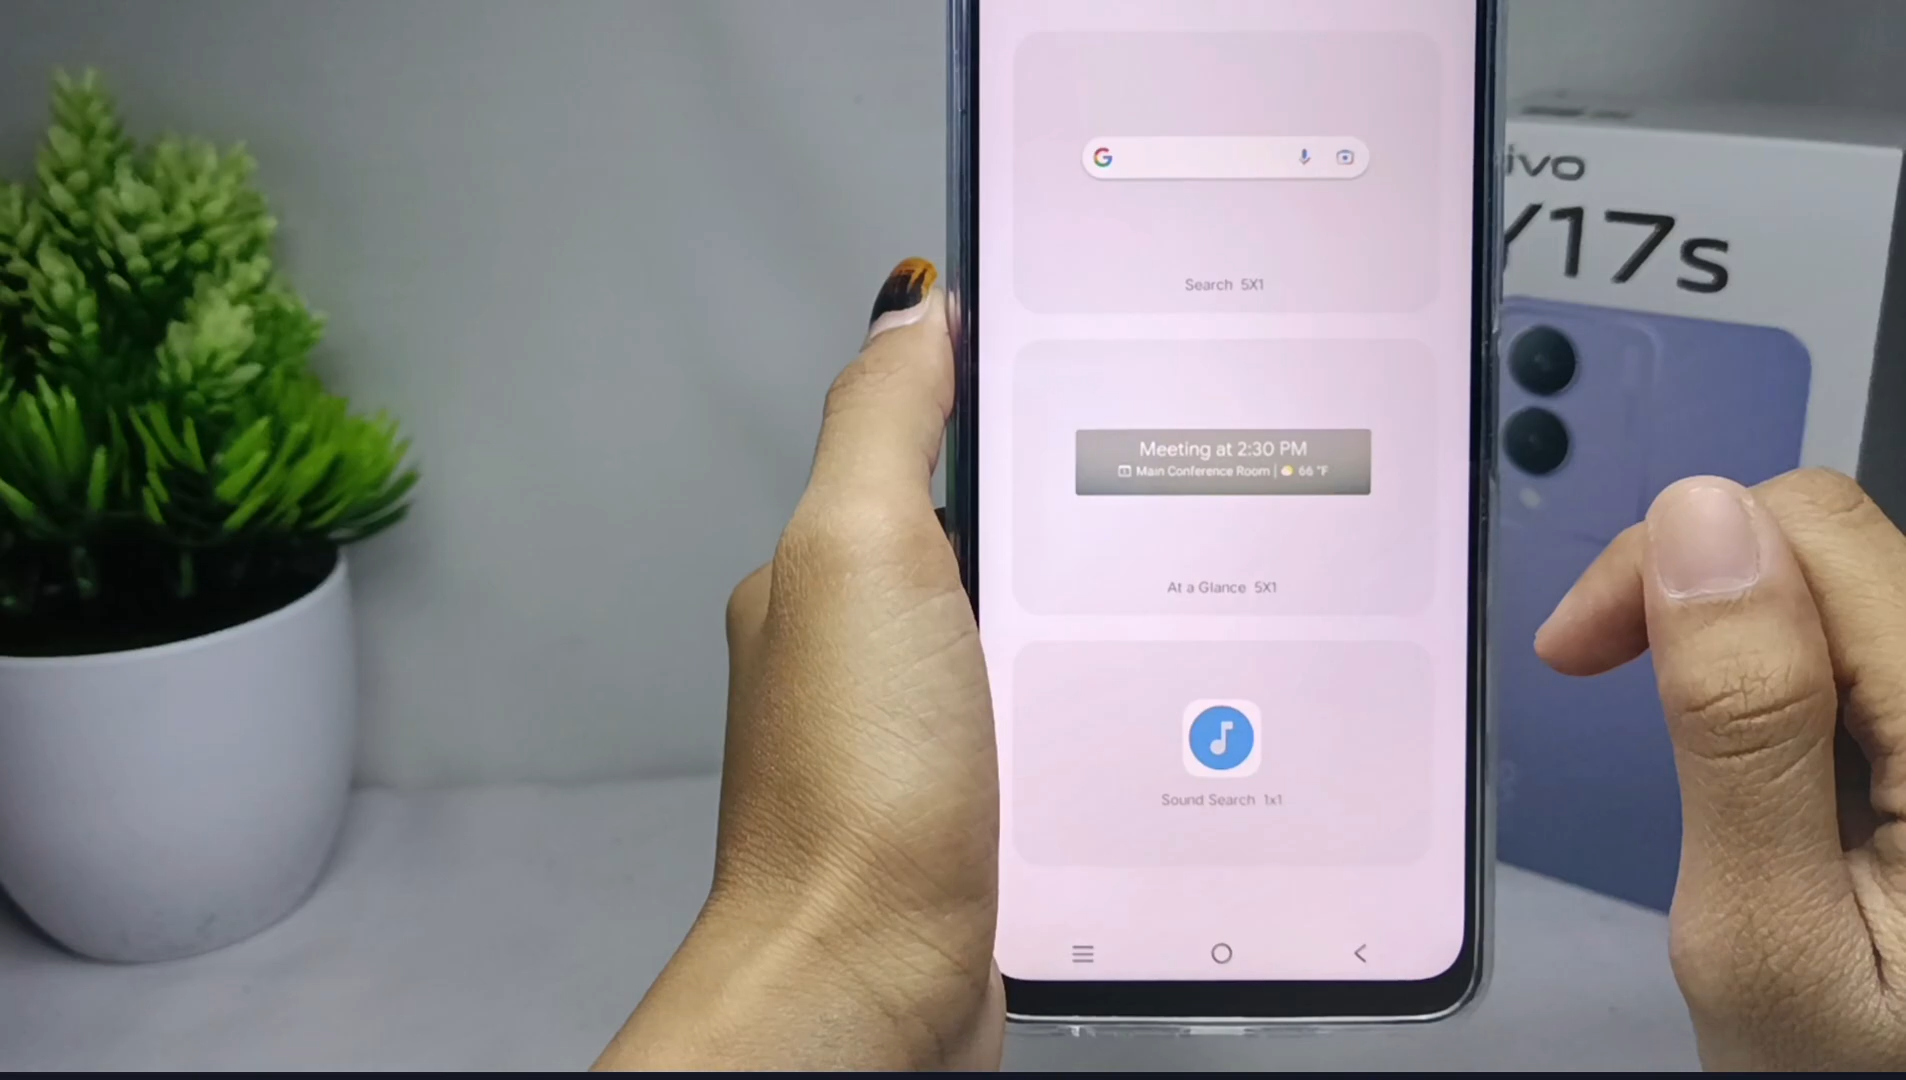 Search 5X1
Meeting at 2:30 PM
Main Conference Room | 66 °F
At a Glance 5X1
Sound Search 1x1
ivo
Y17s